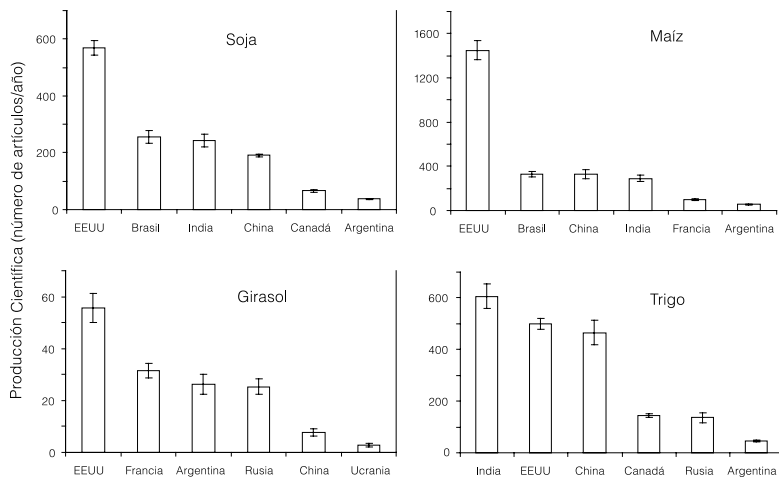 Producción Científica (número de artículos/año)
Soja
600
400
200
0
EEUU Brasil India China Canadá Argentina
Maíz
1600
1200
800
400
0
EEUU Brasil China India Francia Argentina
Girasol
60
40
20
0
EEUU Francia Argentina Rusia China Ucrania
Trigo
600
400
200
0
India EEUU China Canadá Rusia Argentina